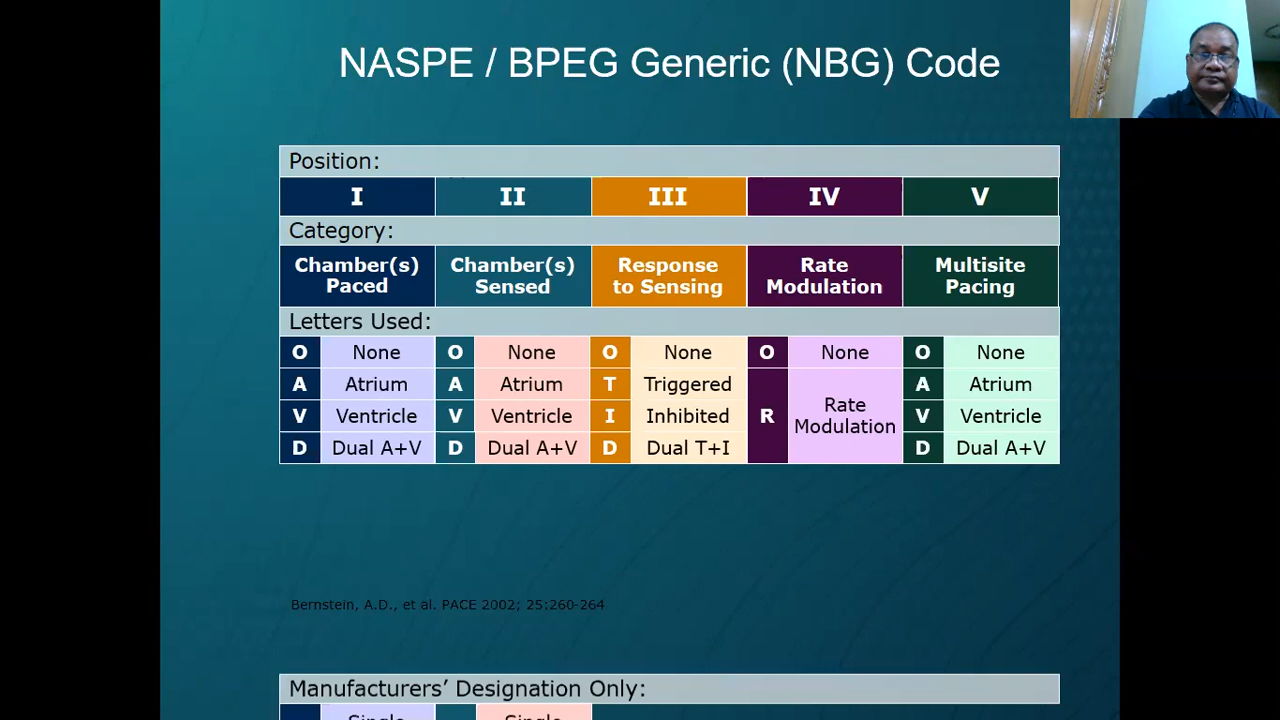 NASPE / BPEG Generic (NBG) Code
Position:
I II III IV V
Category:
Chamber(s) Paced Chamber(s) Sensed Response to Sensing Rate Modulation Multisite Pacing
Letters Used:
O None O None O None O None O None
A Atrium A Atrium T Triggered R Rate Modulation A Atrium
V Ventricle V Ventricle I Inhibited V Ventricle
D Dual A+V D Dual A+V D Dual T+I D Dual A+V
Bernstein, A.D., et al. PACE 2002; 25:260-264
Manufacturers’ Designation Only:
Single Single